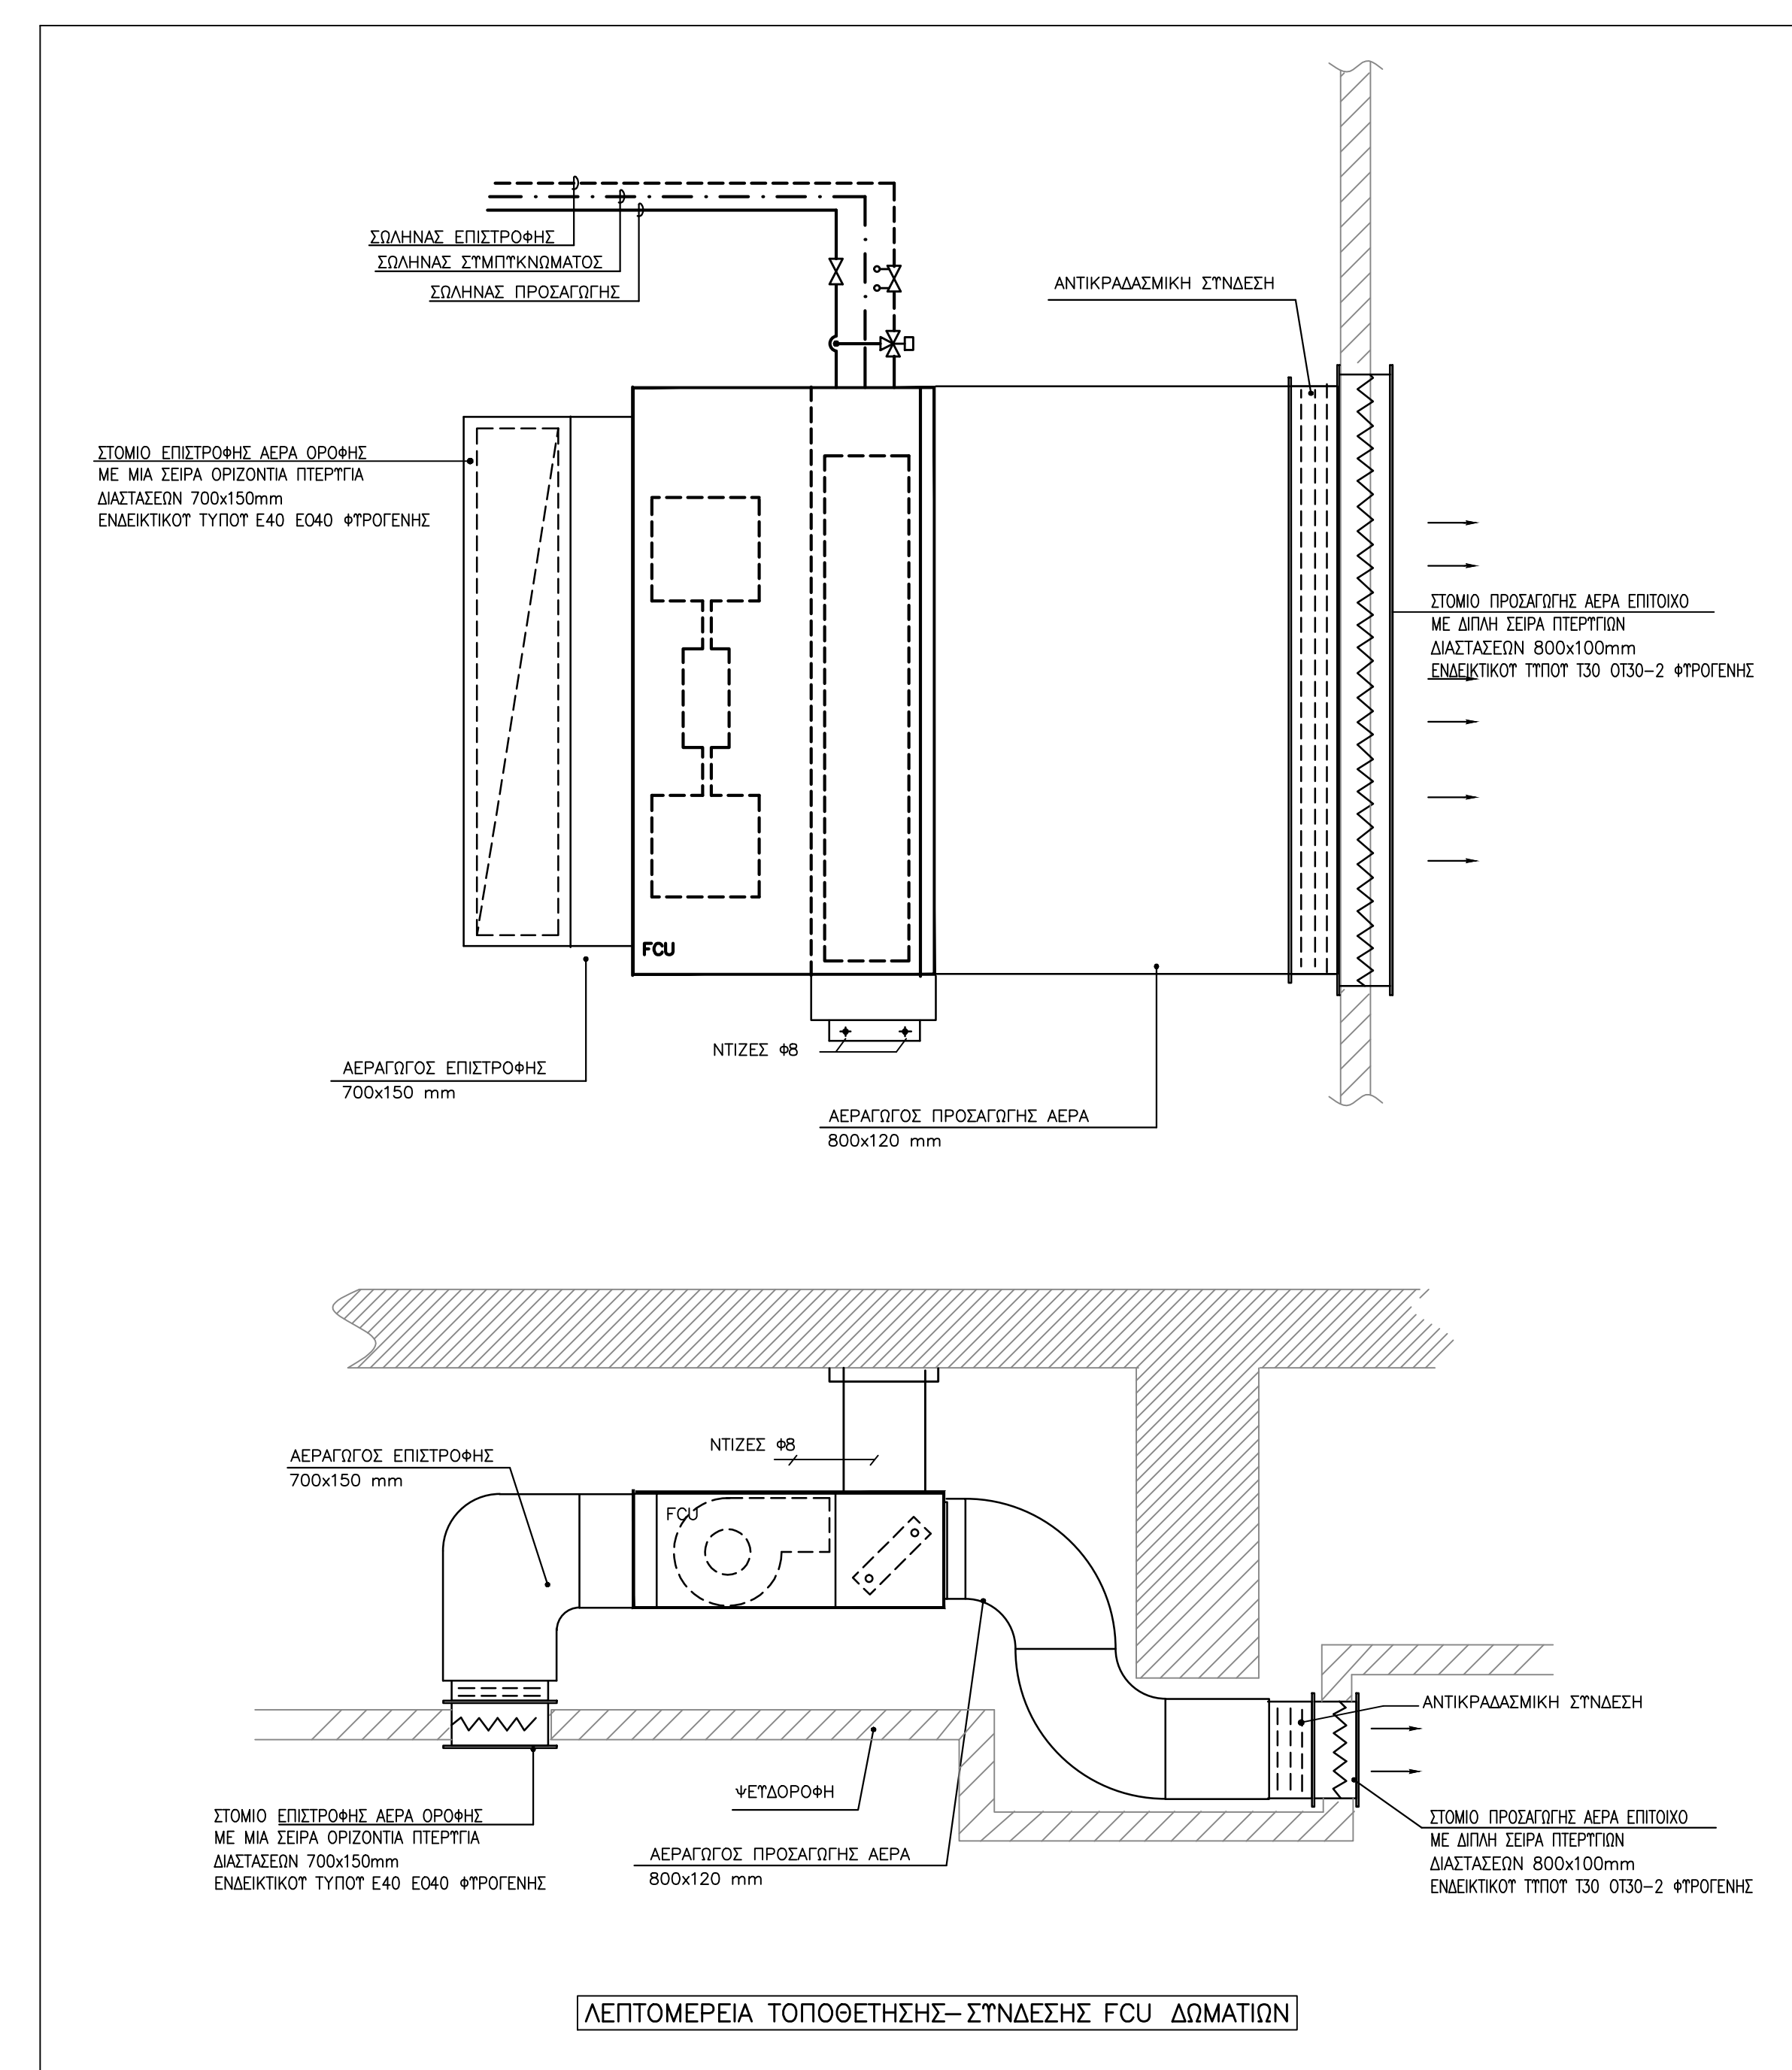 ΣΩΛΗΝΑΣ ΕΠΙΣΤΡΟΦΗΣ
ΣΩΛΗΝΑΣ ΣΥΜΠΥΚΝΩΜΑΤΟΣ
ΣΩΛΗΝΑΣ ΠΡΟΣΑΓΩΓΗΣ
ΑΝΤΙΚΡΑΔΑΣΜΙΚΗ ΣΥΝΔΕΣΗ
ΣΤΟΜΙΟ ΕΠΙΣΤΡΟΦΗΣ ΑΕΡΑ ΟΡΟΦΗΣ
ΜΕ ΜΙΑ ΣΕΙΡΑ ΟΡΙΖΟΝΤΙΑ ΠΤΕΡΥΓΙΑ
ΔΙΑΣΤΑΣΕΩΝ 700x150mm
ΕΝΔΕΙΚΤΙΚΟΥ ΤΥΠΟΥ Ε40 ΕΟ40 ΦΥΡΟΓΕΝΗΣ
ΣΤΟΜΙΟ ΠΡΟΣΑΓΩΓΗΣ ΑΕΡΑ ΕΠΙΤΟΙΧΟ
ΜΕ ΔΙΠΛΗ ΣΕΙΡΑ ΠΤΕΡΥΓΙΩΝ
ΔΙΑΣΤΑΣΕΩΝ 800x100mm
ΕΝΔΕΙΚΤΙΚΟΥ ΤΥΠΟΥ Τ30 ΟΤ30-2 ΦΥΡΟΓΕΝΗΣ
FCU
ΝΤΙΖΕΣ Φ8
ΑΕΡΑΓΩΓΟΣ ΕΠΙΣΤΡΟΦΗΣ
700x150 mm
ΑΕΡΑΓΩΓΟΣ ΠΡΟΣΑΓΩΓΗΣ ΑΕΡΑ
800x120 mm
ΝΤΙΖΕΣ Φ8
ΑΕΡΑΓΩΓΟΣ ΕΠΙΣΤΡΟΦΗΣ
700x150 mm
FCU
ΑΝΤΙΚΡΑΔΑΣΜΙΚΗ ΣΥΝΔΕΣΗ
ΨΕΥΔΟΡΟΦΗ
ΣΤΟΜΙΟ ΕΠΙΣΤΡΟΦΗΣ ΑΕΡΑ ΟΡΟΦΗΣ
ΜΕ ΜΙΑ ΣΕΙΡΑ ΟΡΙΖΟΝΤΙΑ ΠΤΕΡΥΓΙΑ
ΔΙΑΣΤΑΣΕΩΝ 700x150mm
ΕΝΔΕΙΚΤΙΚΟΥ ΤΥΠΟΥ Ε40 ΕΟ40 ΦΥΡΟΓΕΝΗΣ
ΑΕΡΑΓΩΓΟΣ ΠΡΟΣΑΓΩΓΗΣ ΑΕΡΑ
800x120 mm
ΣΤΟΜΙΟ ΠΡΟΣΑΓΩΓΗΣ ΑΕΡΑ ΕΠΙΤΟΙΧΟ
ΜΕ ΔΙΠΛΗ ΣΕΙΡΑ ΠΤΕΡΥΓΙΩΝ
ΔΙΑΣΤΑΣΕΩΝ 800x100mm
ΕΝΔΕΙΚΤΙΚΟΥ ΤΥΠΟΥ Τ30 ΟΤ30-2 ΦΥΡΟΓΕΝΗΣ
ΛΕΠΤΟΜΕΡΕΙΑ ΤΟΠΟΘΕΤΗΣΗΣ-ΣΥΝΔΕΣΗΣ FCU ΔΩΜΑΤΙΩΝ